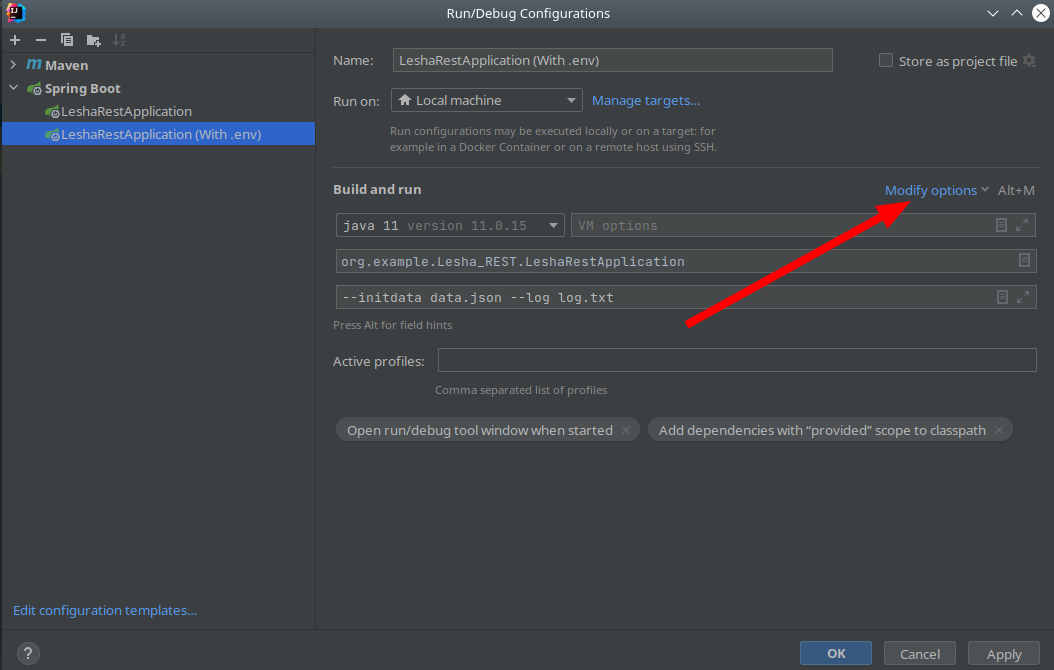 Run/Debug Configurations
Maven
Spring Boot
LeshaRestApplication
LeshaRestApplication (With .env)
Edit configuration templates...
Name: LeshaRestApplication (With .env) Store as project file
Run on: Local machine Manage targets...
Run configurations may be executed locally or on a target: for
example in a Docker Container or on a remote host using SSH.
Build and run Modify options Alt+M
java 11 version 11.0.15 VM options
org.example.Lesha_REST.LeshaRestApplication
--initdata data.json --log log.txt
Press Alt for field hints
Active profiles:
Comma separated list of profiles
Open run/debug tool window when started × Add dependencies with “provided” scope to classpath ×
? OK Cancel Apply